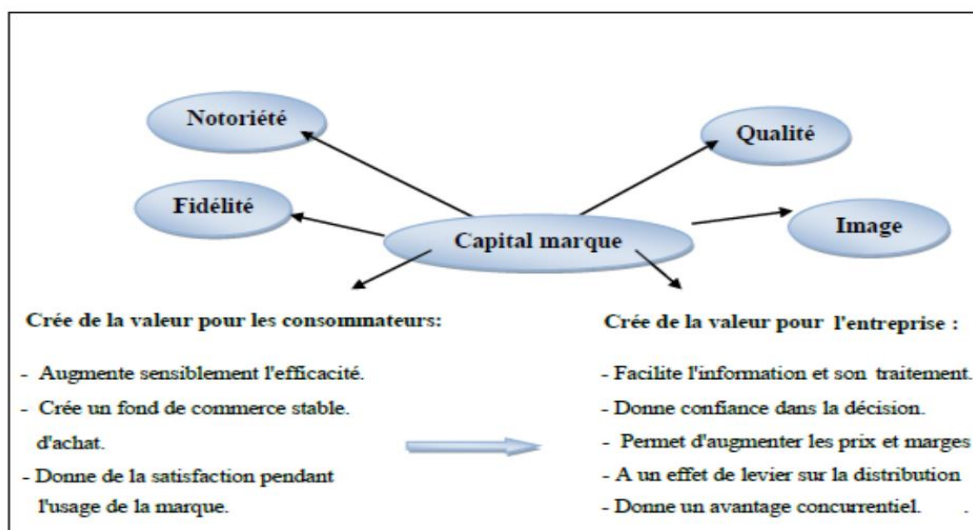 Notoriété
Qualité
Fidélité
Capital marque
Image
Crée de la valeur pour les consommateurs:
- Augmente sensiblement l'efficacité.
- Crée un fond de commerce stable.
d'achat.
- Donne de la satisfaction pendant
l'usage de la marque.
Crée de la valeur pour l'entreprise :
- Facilite l'information et son traitement.
- Donne confiance dans la décision.
- Permet d'augmenter les prix et marges
- A un effet de levier sur la distribution
- Donne un avantage concurrentiel. .